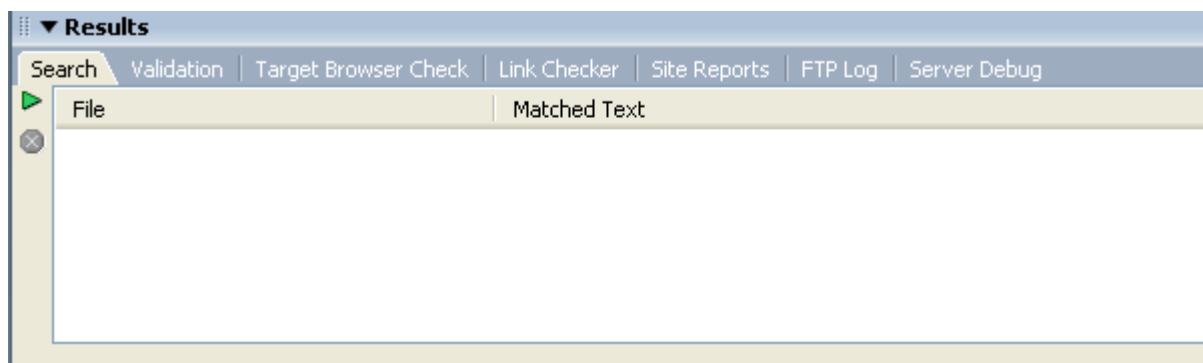 Results
Search Validation Target Browser Check Link Checker Site Reports FTP Log Server Debug
File Matched Text